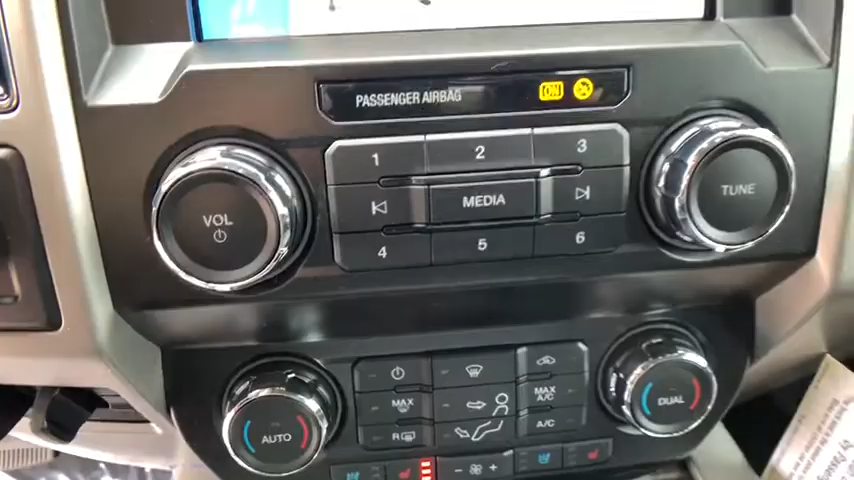 PASSENGER AIRBAG ON
1 2 3
VOL MEDIA TUNE
4 5 6
MAX
MAX A/C
AUTO A/C DUAL
R
- +